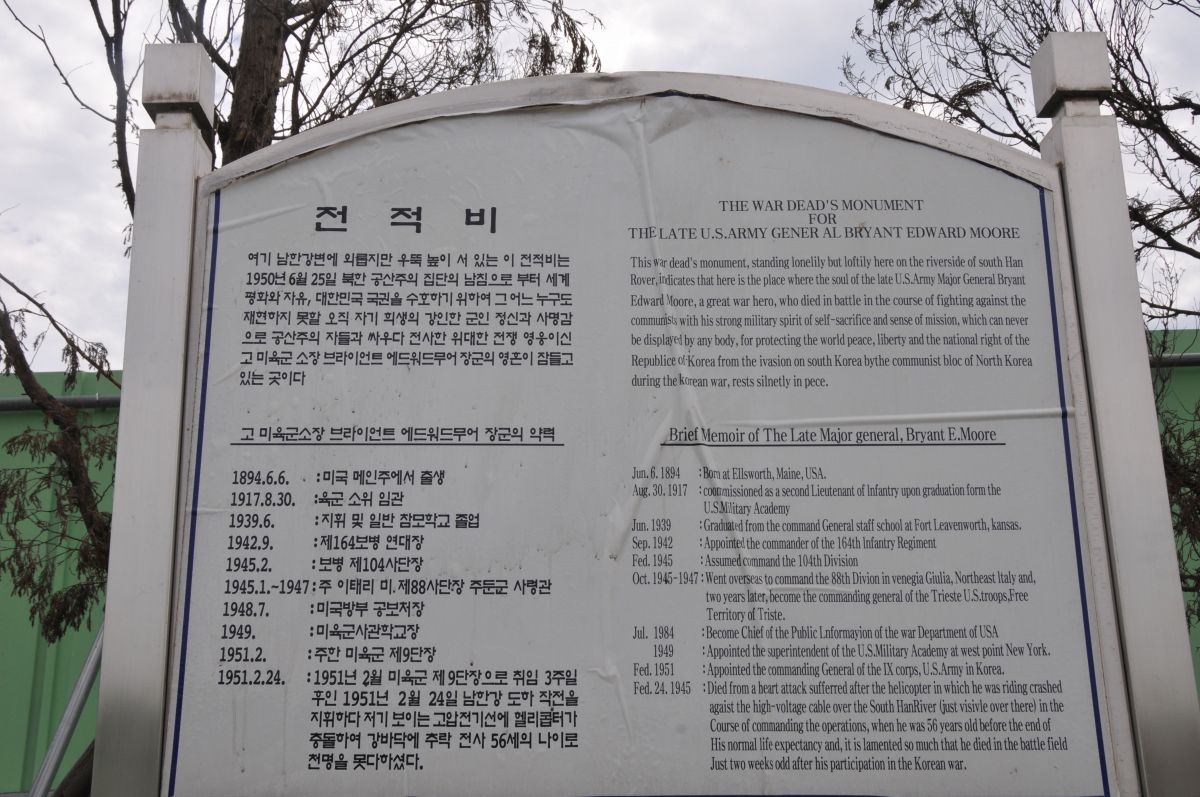 전 적 비
여기 남한강변에 외롭지만 우뚝 높이 서 있는 이 전적비는
1950년 6월 25일 북한 공산주의 집단의 남침으로 부터 세계
평화와 자유, 대한민국 국권을 수호하기 위하여 그 어느 누구도
재현하지 못할 오직 자기 희생의 강인한 군인 정신과 사명감
으로 공산주의 자들과 싸우다 전사한 위대한 전쟁 영웅이신
고 미육군 소장 브라이언트 에드워드무어 장군의 영혼이 잠들고
있는 곳이다
고 미육군소장 브라이언트 에드워드무어 장군의 약력
1894.6.6. : 미국 메인주에서 출생
1917.8.30. : 육군 소위 임관
1939.6. : 지휘 및 일반 참모학교 졸업
1942.9. : 제164보병 연대장
1945.2. : 보병 제104사단장
1945.1.~1947 : 주 이태리 미.제88사단장 주둔군 사령관
1948.7. : 미국방부 공보처장
1949. : 미육군사관학교장
1951.2. : 주한 미육군 제9군단장
1951.2.24. : 1951년 2월 미육군 제9군단장으로 취임 3주일
후인 1951년 2월 24일 남한강 도하 작전을
지휘하다 저기 보이는 고압전기선에 헬리콥터가
충돌하여 강바닥에 추락 전사 56세의 나이로
천명을 못다하셨다.
THE WAR DEAD'S MONUMENT
FOR
THE LATE U.S.ARMY GENER AL BRYANT EDWARD MOORE
This war dead's monument, standing lonelily but loftily here on the riverside of south Han
Rover, indicates that here is the place where the soul of the late U.S.Army Major General Bryant
Edward Moore, a great war hero, who died in battle in the course of fighting against the
communists, with his strong military spirit of self-sacrifice and sense of mission, which can never
be displayed by any body, for protecting the world peace, liberty and the national right of the
Republice of Korea from the ivasion on south Korea bythe communist bloc of North Korea
during the korean war, rests silnetly in pece.
Brief Memoir of The Late Major general, Bryant E.Moore
Jun. 6. 1894 : Born at Ellsworth, Maine, USA.
Aug. 30. 1917 : coommissioned as a second Lieutenant of Infantry upon graduation form the
U.S.Military Academy
Jun. 1939 : Graduated from the command General staff school at Fort Leavenworth, kansas.
Sep. 1942 : Appointed the commander of the 164th Infantry Regiment
Fed. 1945 : Assumed command the 104th Division
Oct. 1945-1947 : Went overseas to command the 88th Divion in venegia Giulia, Northeast Italy and,
two years later, become the commanding general of the Trieste U.S.troops,Free
Territory of Triste.
Jul. 1984 : Become Chief of the Public Lnformayion of the war Department of USA
1949 : Appointed the superintendent of the U.S.Military Academy at west point New York.
Fed. 1951 : Appointed the commanding General of the IX corps, U.S.Army in Korea.
Fed. 24. 1945 : Died from a heart attack sufferred after the helicopter in which he was riding crashed
agaist the high-voltage cable over the South HanRiver (just visivle over there) in the
Course of commanding the operations, when he was 56 years old before the end of
His normal life expectancy and, it is lamented so much that he died in the battle field
Just two weeks odd after his participation in the Korean war.